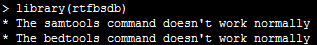 > library(rtfbsdb)
* The samtools command doesn't work normally
* The bedtools command doesn't work normally